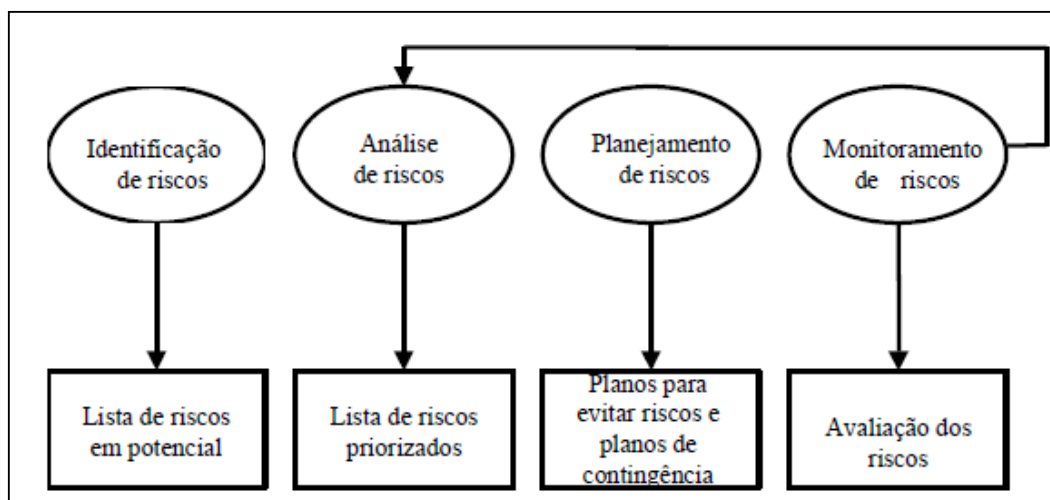 Identificação
de riscos
Análise
de riscos
Planejamento
de riscos
Monitoramento
de riscos
Lista de riscos
em potencial
Lista de riscos
priorizados
Planos para
evitar riscos e
planos de
contingência
Avaliação dos
riscos